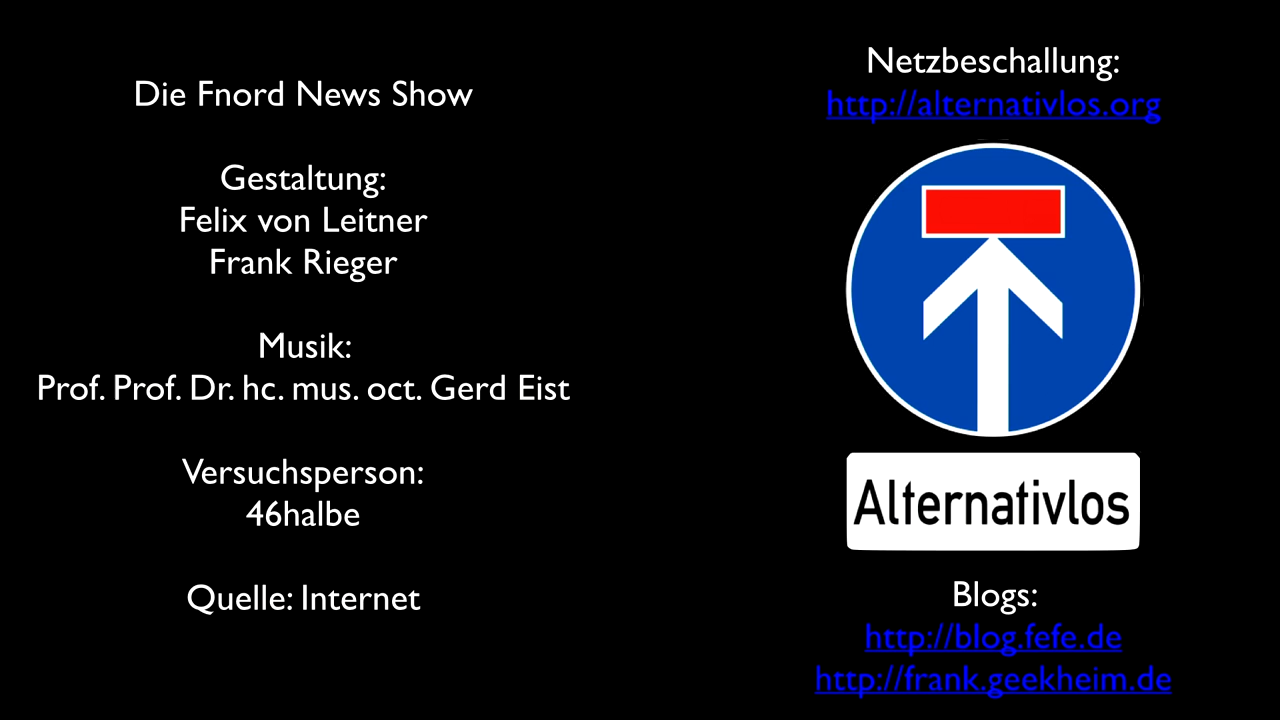 Die Fnord News Show
Gestaltung:
Felix von Leitner
Frank Rieger
Musik:
Prof. Prof. Dr. hc. mus. oct. Gerd Eist
Versuchsperson:
46halbe
Quelle: Internet
Netzbeschallung:
http://alternativlos.org
Alternativlos
Blogs:
http://blog.fefe.de
http://frank.geekheim.de